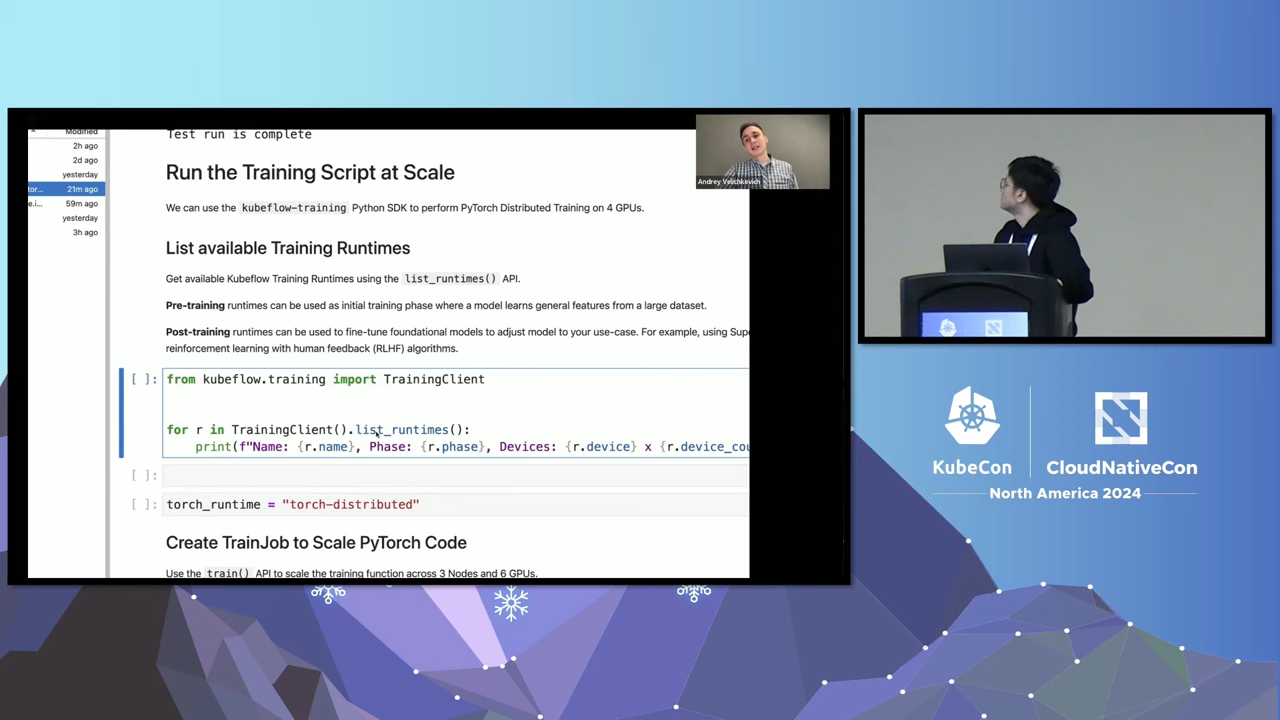 Modified
2h ago
2d ago
yesterday
tor... 21m ago
e.i... 59m ago
yesterday
3h ago
Test run is complete
Run the Training Script at Scale
We can use the kubeflow-training Python SDK to perform PyTorch Distributed Training on 4 GPUs.
List available Training Runtimes
Get available Kubeflow Training Runtimes using the list_runtimes() API.
Pre-training runtimes can be used as initial training phase where a model learns general features from a large dataset.
Post-training runtimes can be used to fine-tune foundational models to adjust model to your use-case. For example, using Supe
reinforcement learning with human feedback (RLHF) algorithms.
[ ]: from kubeflow.training import TrainingClient
for r in TrainingClient().list_runtimes():
print(f"Name: {r.name}, Phase: {r.phase}, Devices: {r.device} x {r.device_cou
[ ]:
[ ]: torch_runtime = "torch-distributed"
Create TrainJob to Scale PyTorch Code
Use the train() API to scale the training function across 3 Nodes and 6 GPUs.
Andrey Velichkevich
KubeCon
CloudNativeCon
North America 2024